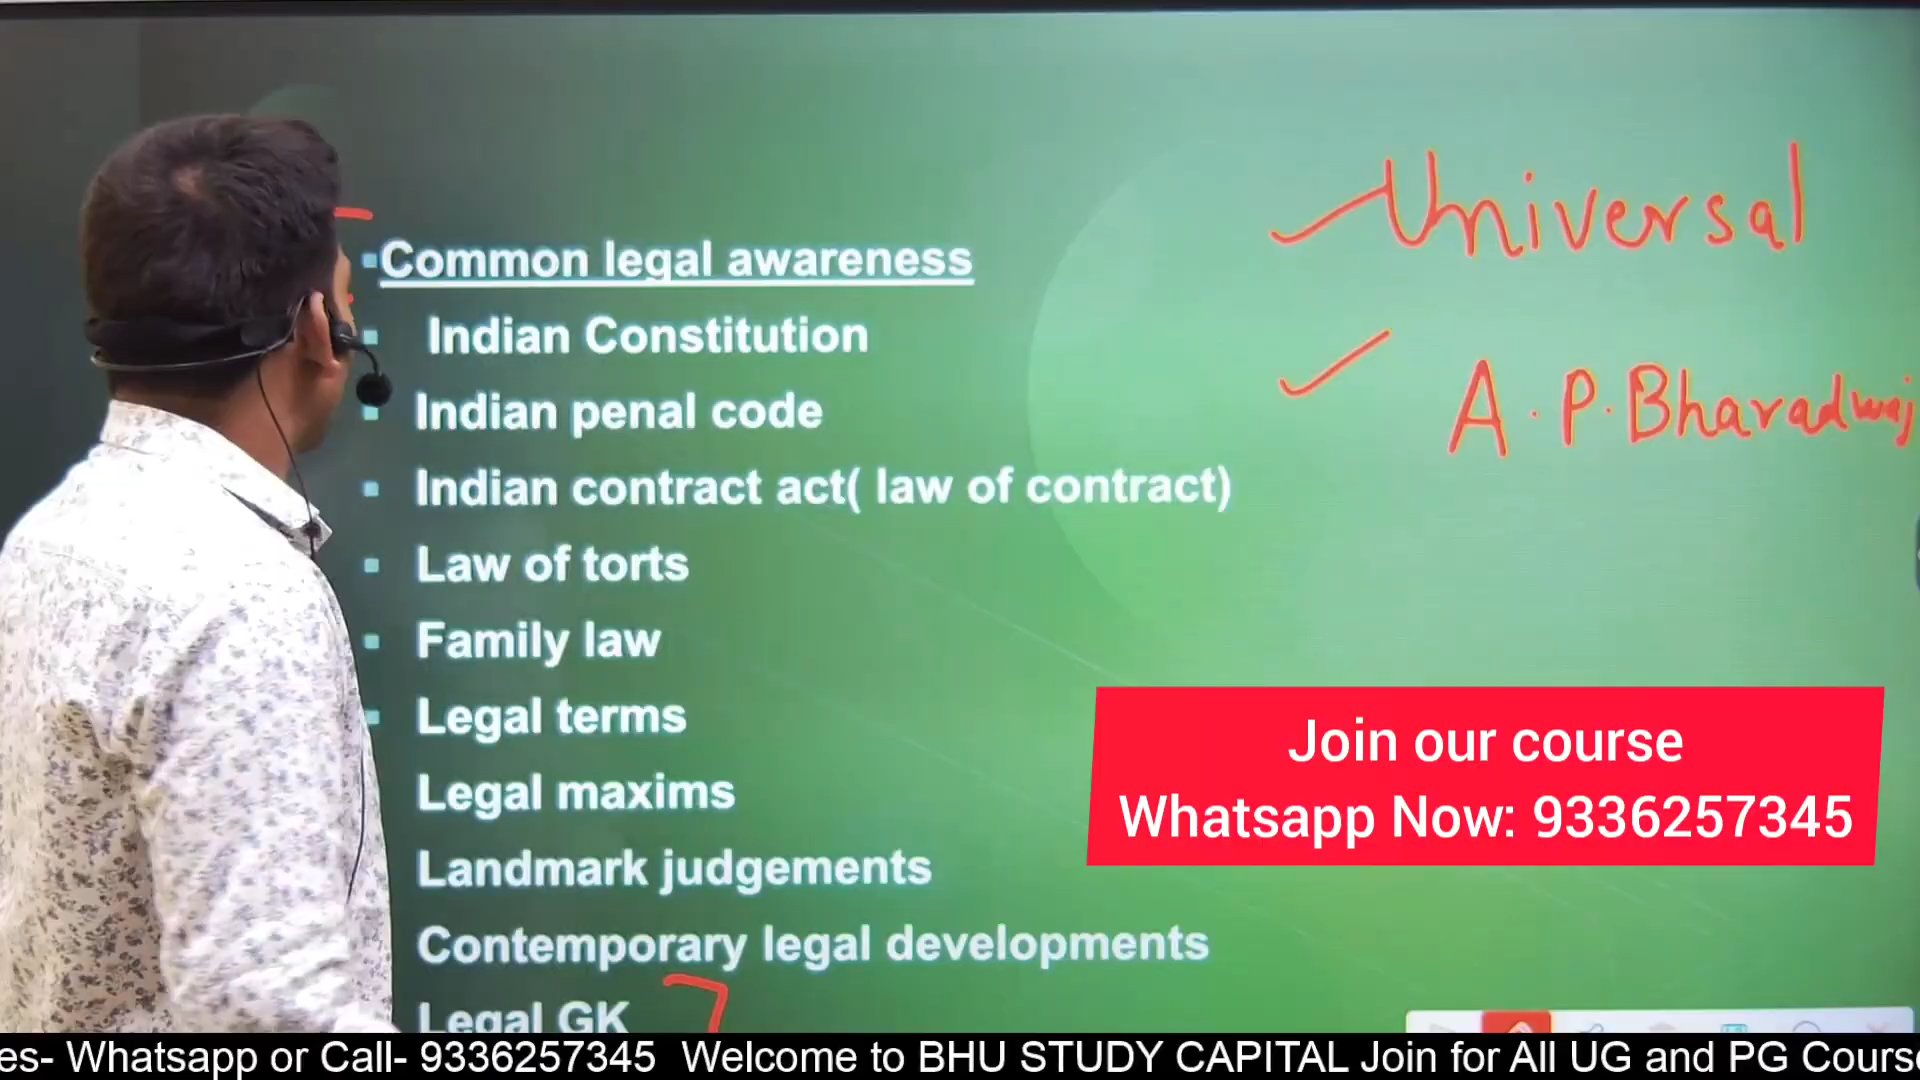 Universal
Common legal awareness
Indian Constitution
A. P. Bharadwaj
Indian penal code
Indian contract act( law of contract)
Law of torts
Family law
Legal terms
Join our course
Whatsapp Now: 9336257345
Legal maxims
Landmark judgements
Contemporary legal developments
Legal GK
es- Whatsapp or Call- 9336257345 Welcome to BHU STUDY CAPITAL Join for All UG and PG Cours